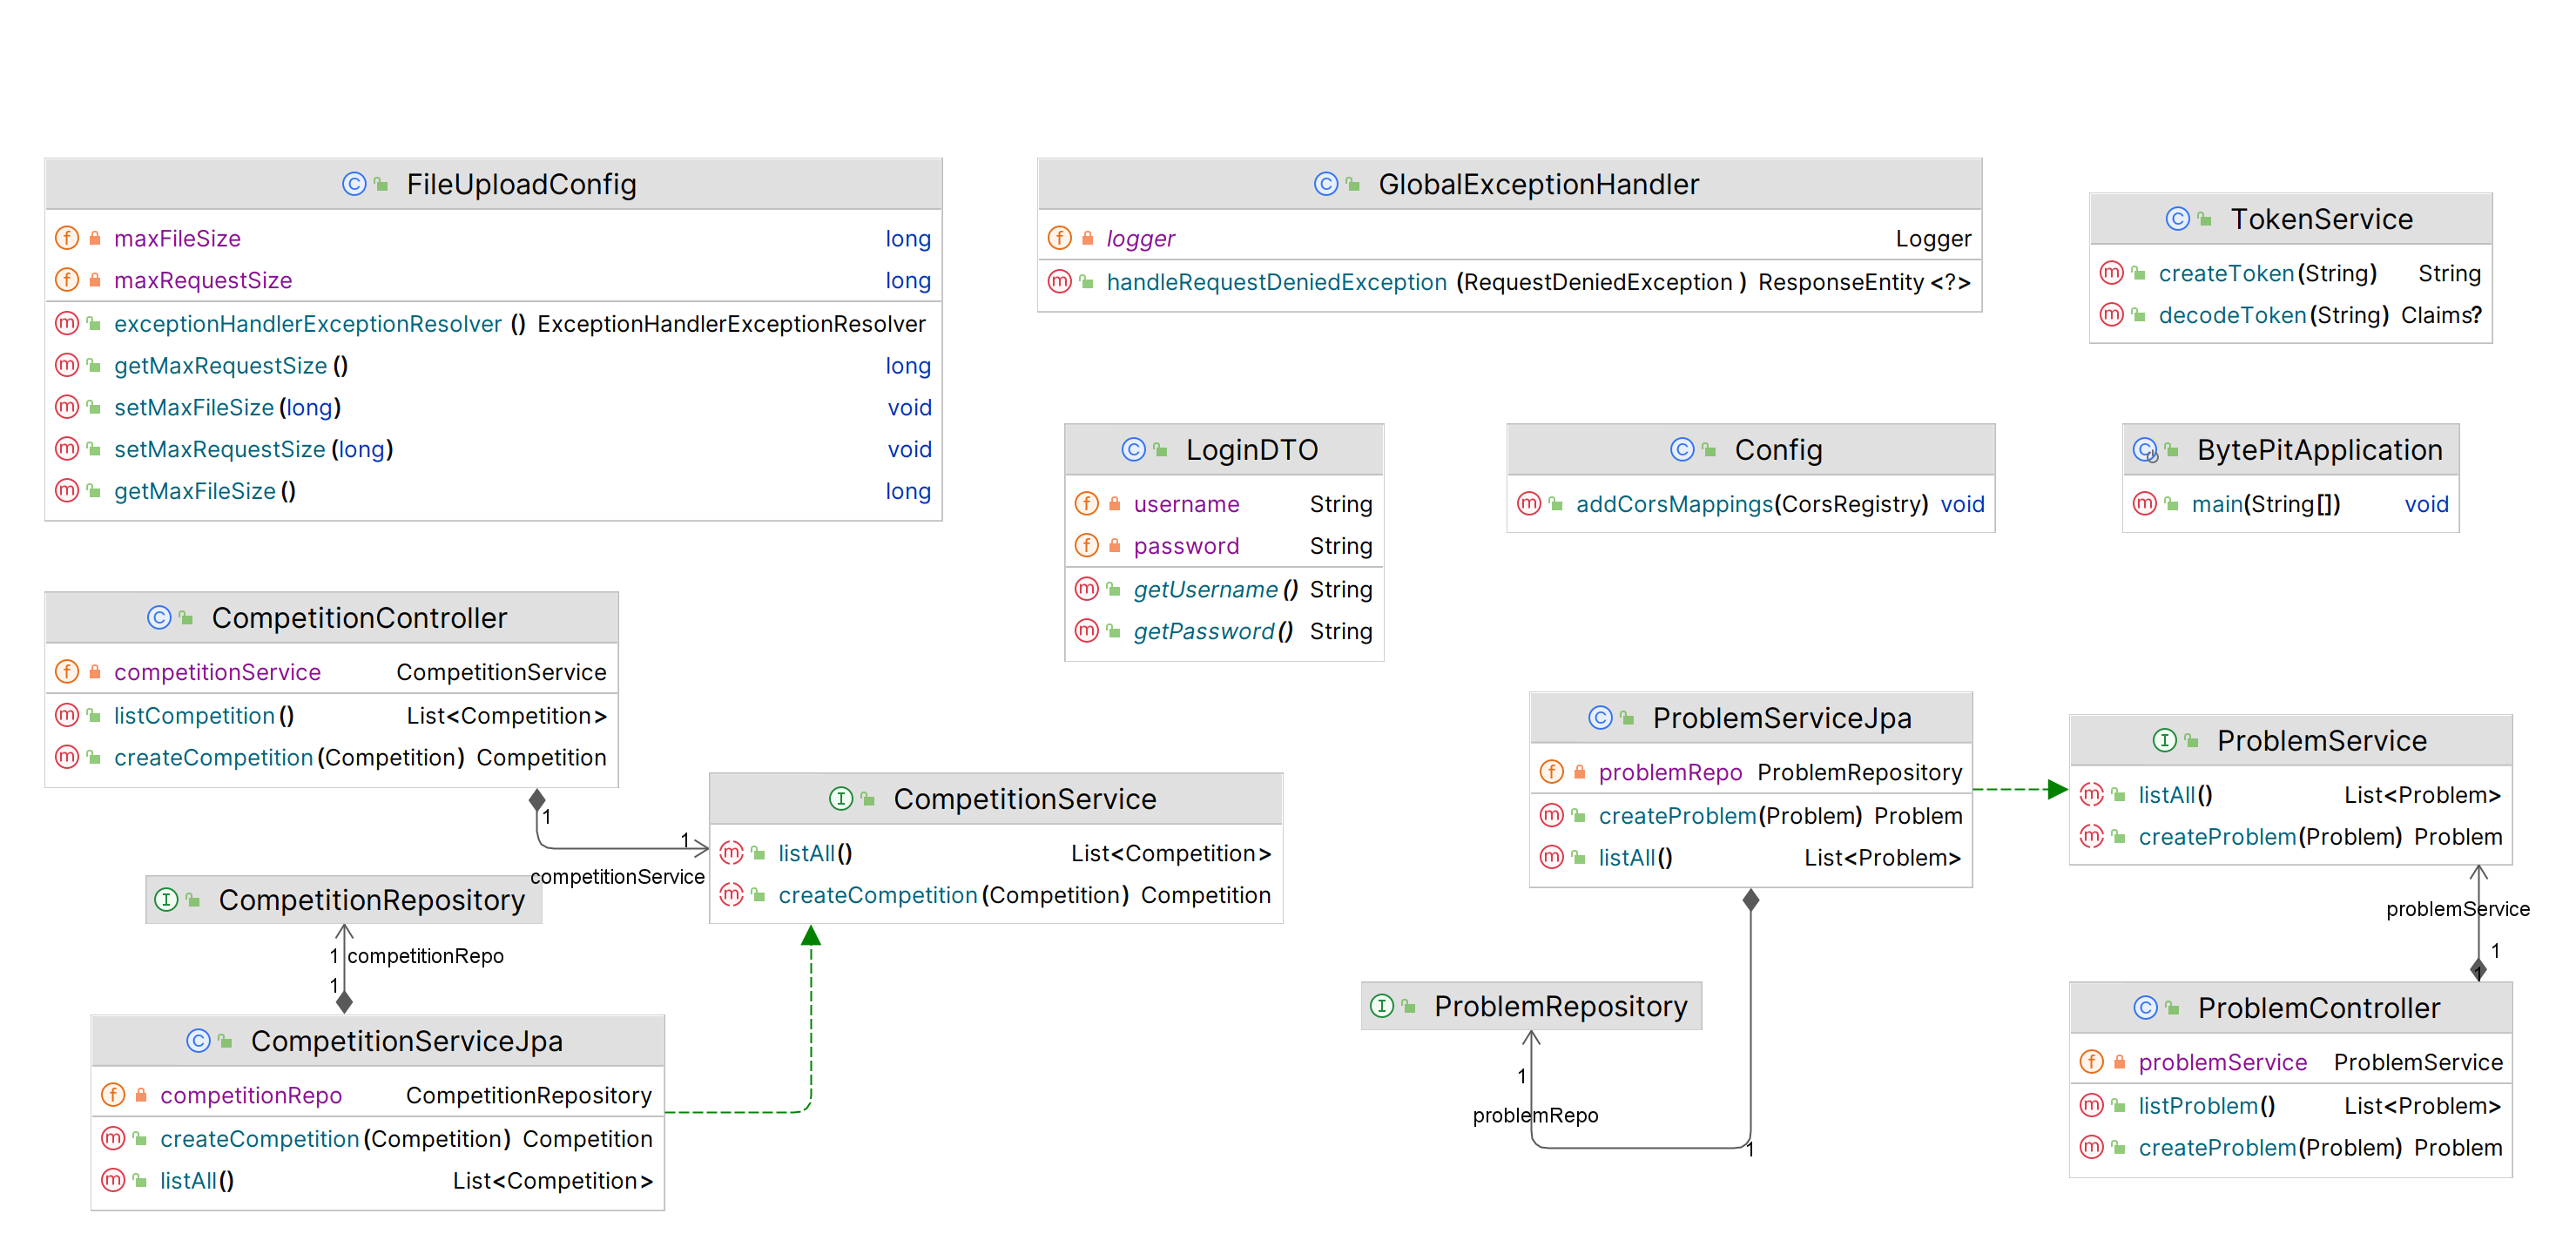 FileUploadConfig
maxFileSize long
maxRequestSize long
exceptionHandlerExceptionResolver () ExceptionHandlerExceptionResolver
getMaxRequestSize () long
setMaxFileSize (long) void
setMaxRequestSize (long) void
getMaxFileSize () long
GlobalExceptionHandler
logger Logger
handleRequestDeniedException (RequestDeniedException ) ResponseEntity <?>
TokenService
createToken(String) String
decodeToken(String) Claims?
LoginDTO
username String
password String
getUsername () String
getPassword() String
Config
addCorsMappings(CorsRegistry) void
BytePitApplication
main(String[]) void
CompetitionController
competitionService CompetitionService
listCompetition () List<Competition>
createCompetition (Competition) Competition
1
1
competitionService
CompetitionService
listAll() List<Competition>
createCompetition (Competition) Competition
CompetitionRepository
1 competitionRepo
1
CompetitionServiceJpa
competitionRepo CompetitionRepository
createCompetition (Competition) Competition
listAll() List<Competition>
ProblemServiceJpa
problemRepo ProblemRepository
createProblem(Problem) Problem
listAll() List<Problem>
ProblemService
listAll() List<Problem>
createProblem(Problem) Problem
problemService
1
1
ProblemRepository
1
problemRepo
1
ProblemController
problemService ProblemService
listProblem() List<Problem>
createProblem(Problem) Problem